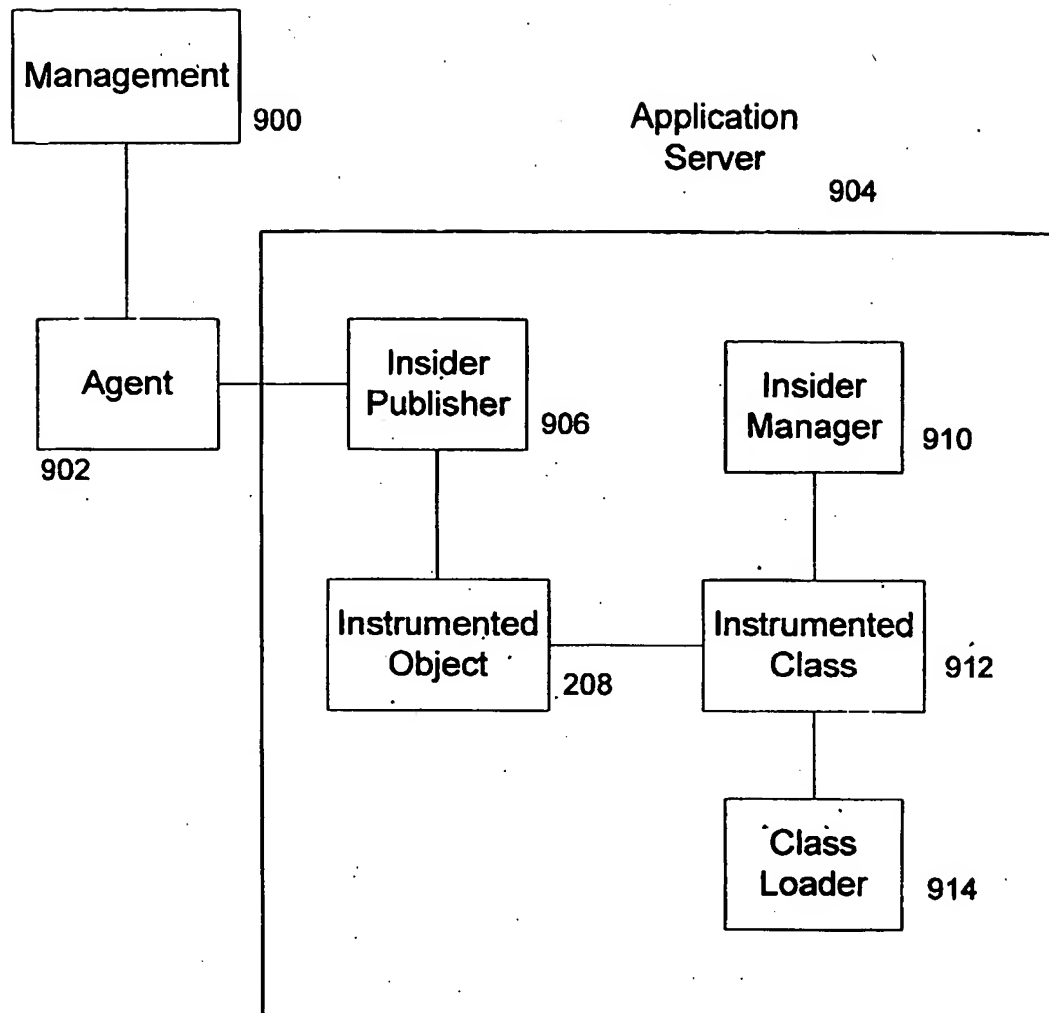 Management
900
Application
Server
904
Agent
902
Insider
Publisher
906
Insider
Manager
910
Instrumented
Object
208
Instrumented
Class
912
Class
Loader
914